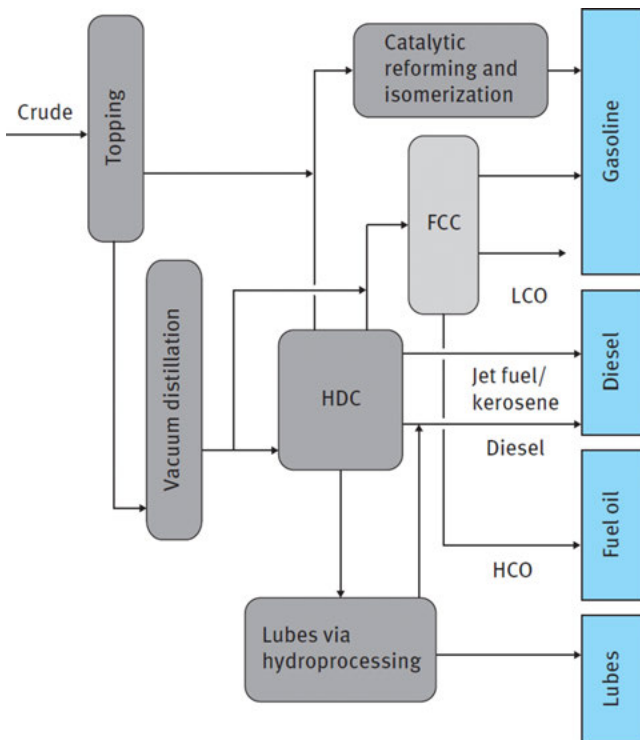 Crude
Topping
Catalytic
reforming and
isomerization
Gasoline
FCC
LCO
Vacuum distillation
HDC
Jet fuel/
kerosene
Diesel
Diesel
HCO
Fuel oil
Lubes via
hydroprocessing
Lubes